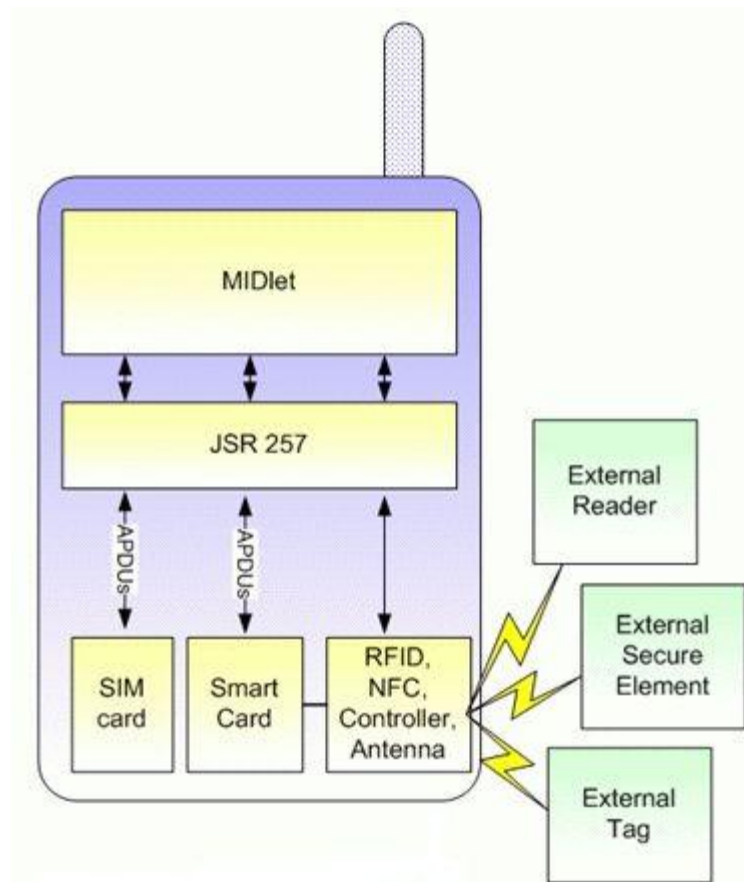 MIDlet
JSR 257
APDUs
APDUs
SIM
card
Smart
Card
RFID,
NFC,
Controller,
Antenna
External
Reader
External
Secure
Element
External
Tag